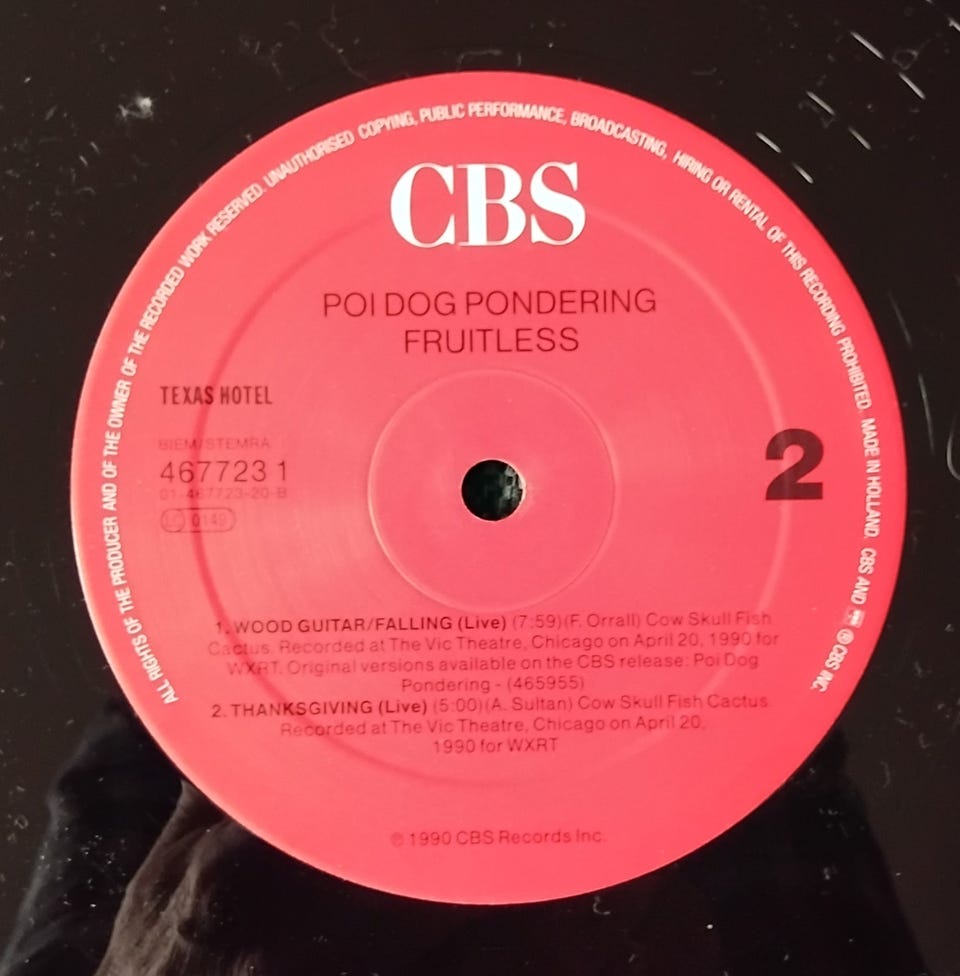 ALL RIGHTS OF THE PRODUCER AND OF THE OWNER OF THE RECORDED WORK RESERVED. UNAUTHORISED COPYING, PUBLIC PERFORMANCE, BROADCASTING, HIRING OR RENTAL OF THIS RECORDING PROHIBITED. MADE IN HOLLAND. CBS AND ℗ CBS INC.
CBS
POI DOG PONDERING
FRUITLESS
TEXAS HOTEL
BIEM/STEMRA
467723 1
01-467723-20-B
LC 0149
2
1. WOOD GUITAR/FALLING (Live) (7:59)(F. Orrall) Cow Skull Fish
Cactus. Recorded at The Vic Theatre, Chicago on April 20, 1990 for
WXRT. Original versions available on the CBS release: Poi Dog
Pondering - (465955)
2. THANKSGIVING (Live) (5:00)(A. Sultan) Cow Skull Fish Cactus.
Recorded at The Vic Theatre, Chicago on April 20,
1990 for WXRT
℗ 1990 CBS Records Inc.